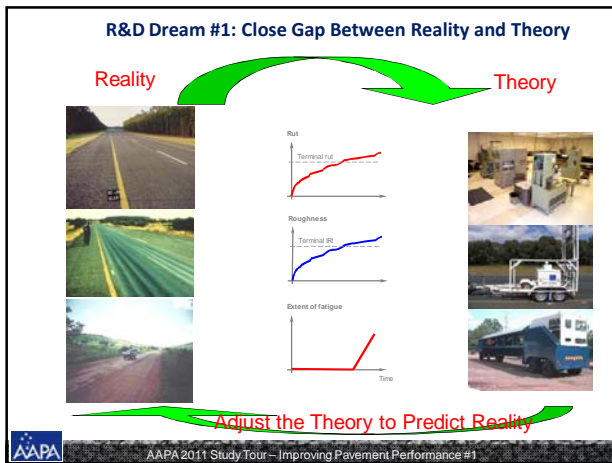 R&D Dream #1: Close Gap Between Reality and Theory
Reality
Theory
Rut
Terminal rut
Roughness
Terminal IRI
Extent of fatigue
Time
Adjust the Theory to Predict Reality
AAPA
AAPA 2011 Study Tour – Improving Pavement Performance #1